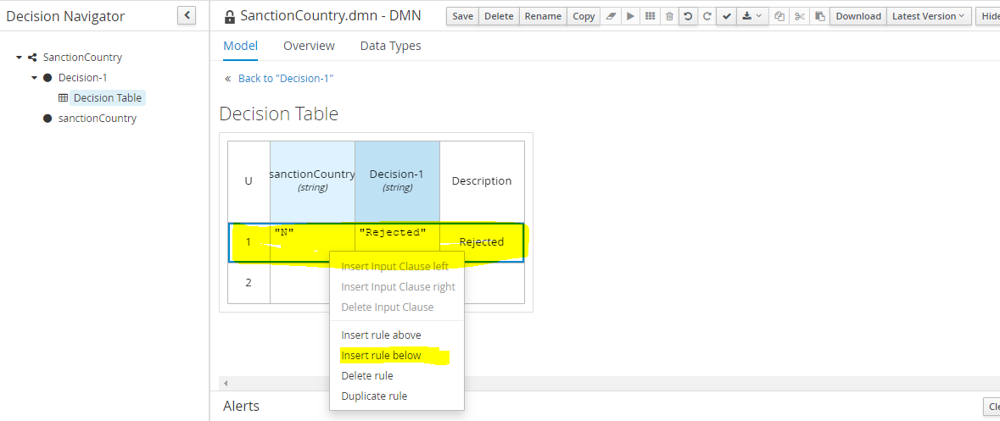 Decision Navigator
SanctionCountry
Decision-1
Decision Table
sanctionCountry
SanctionCountry.dmn - DMN
Save Delete Rename Copy Download Latest Version Hide
Model Overview Data Types
« Back to "Decision-1"
Decision Table
U sanctionCountry Decision-1 Description
(string) (string)
1 "N" "Rejected" Rejected
2
Insert Input Clause left
Insert Input Clause right
Delete Input Clause
Insert rule above
Insert rule below
Delete rule
Duplicate rule
Alerts